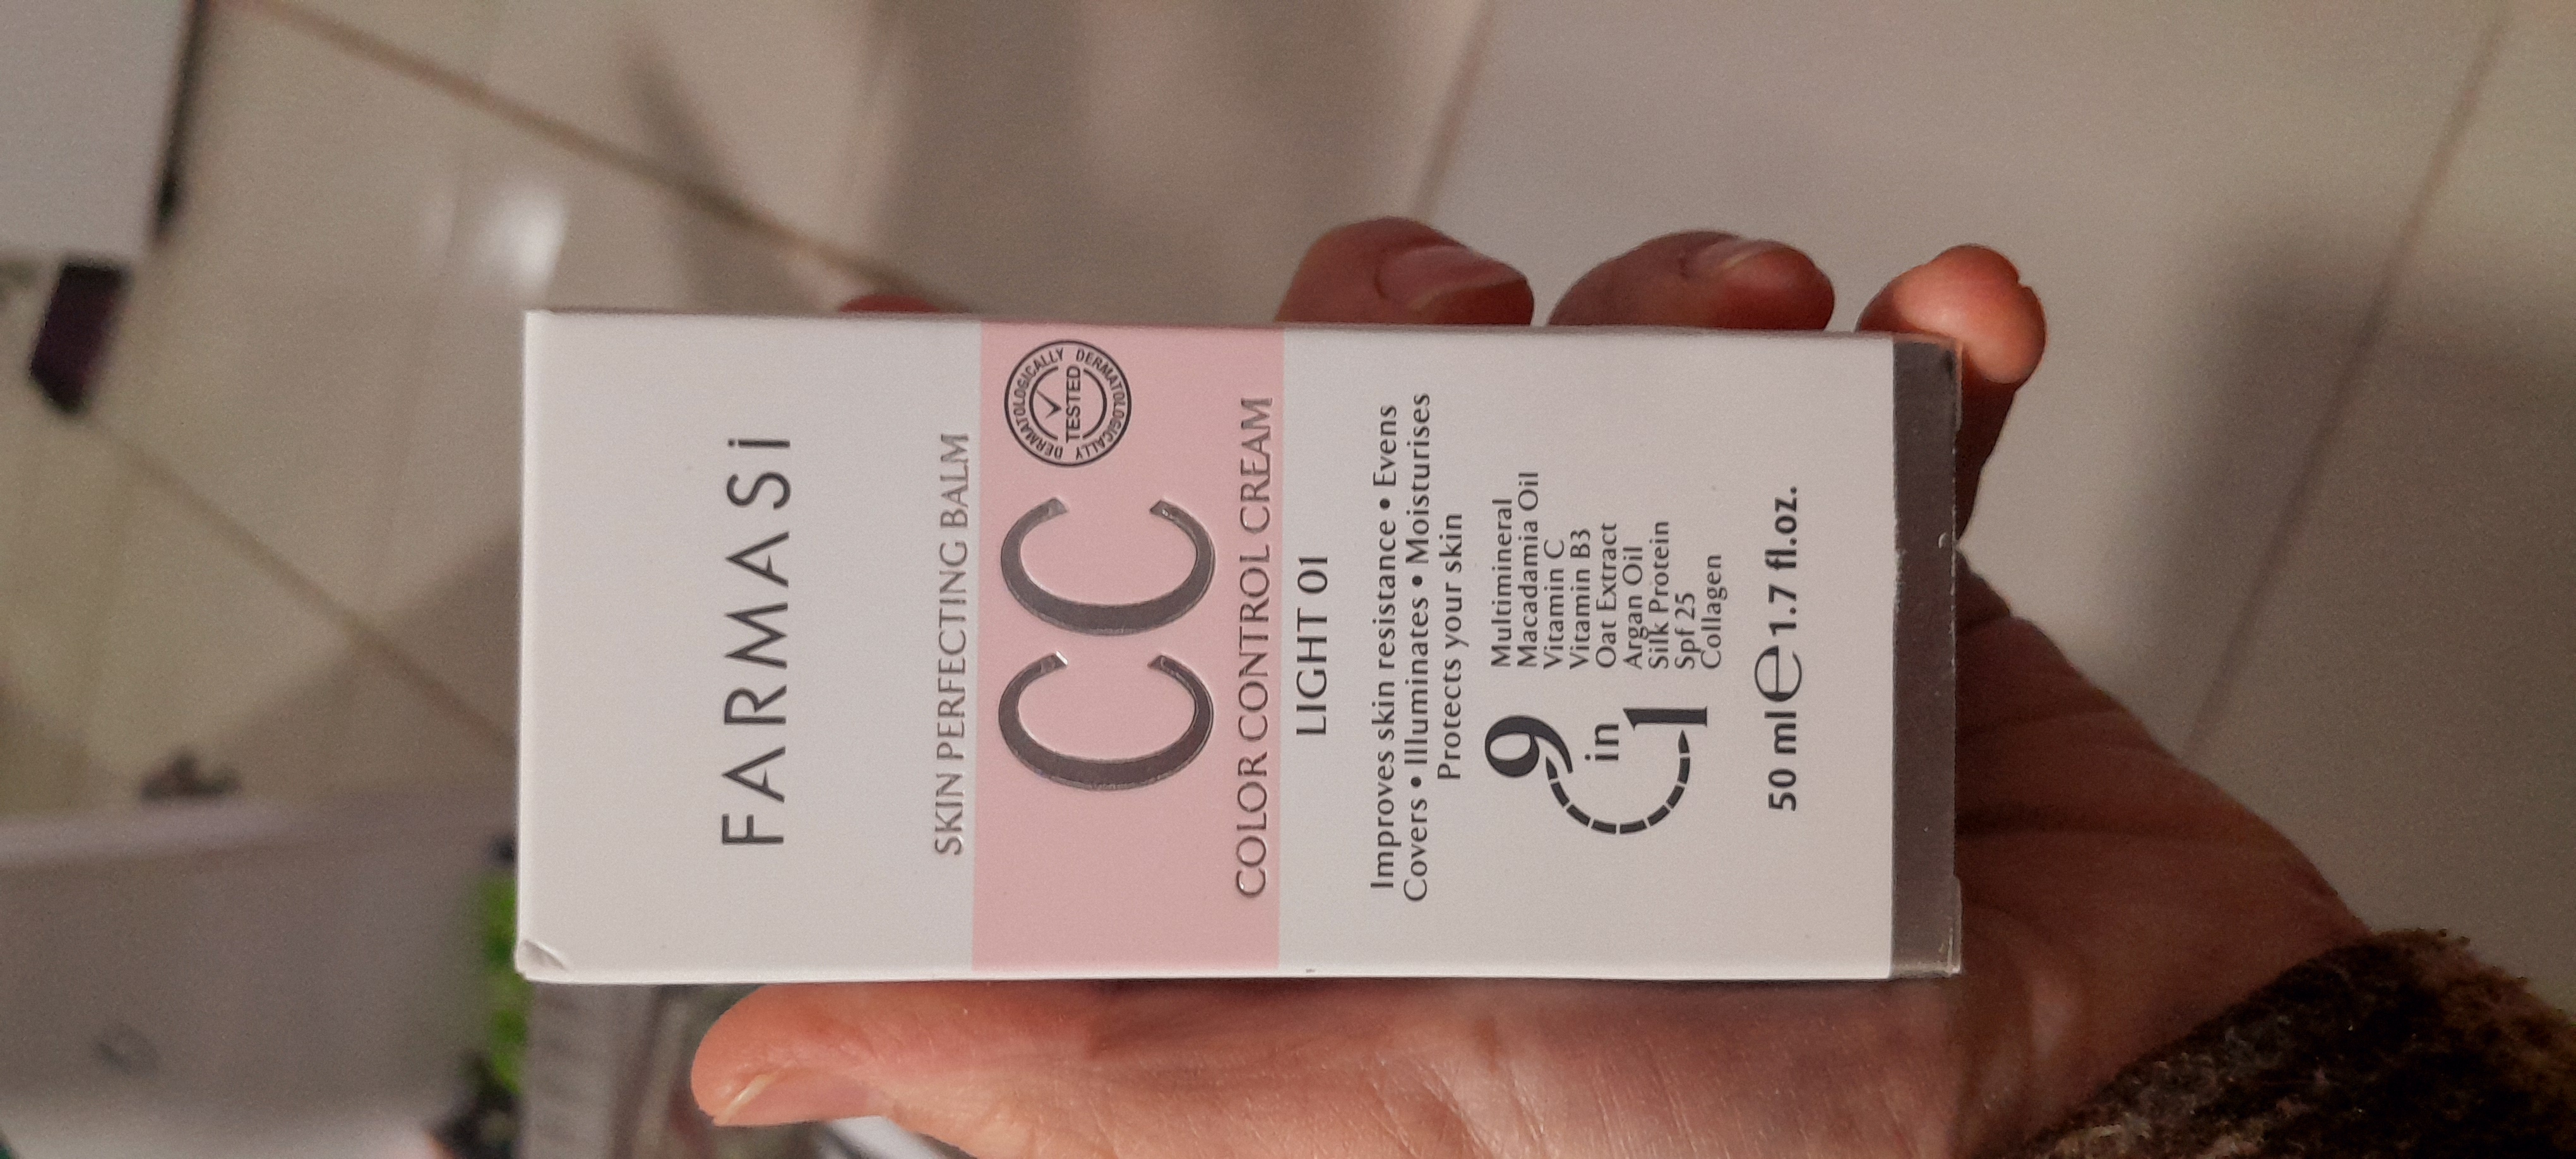 FARMASi
SKIN PERFECTING BALM
CC
DERMATOLOGICALLY
TESTED
DERMATOLOGICALLY
COLOR CONTROL CREAM
LIGHT 01
Improves skin resistance • Evens
Covers • Illuminates • Moisturises
Protects your skin
9 in 1
Multimineral
Macadamia Oil
Vitamin C
Vitamin B3
Oat Extract
Argan Oil
Silk Protein
Spf 25
Collagen
50 ml ℮ 1.7 fl.oz.